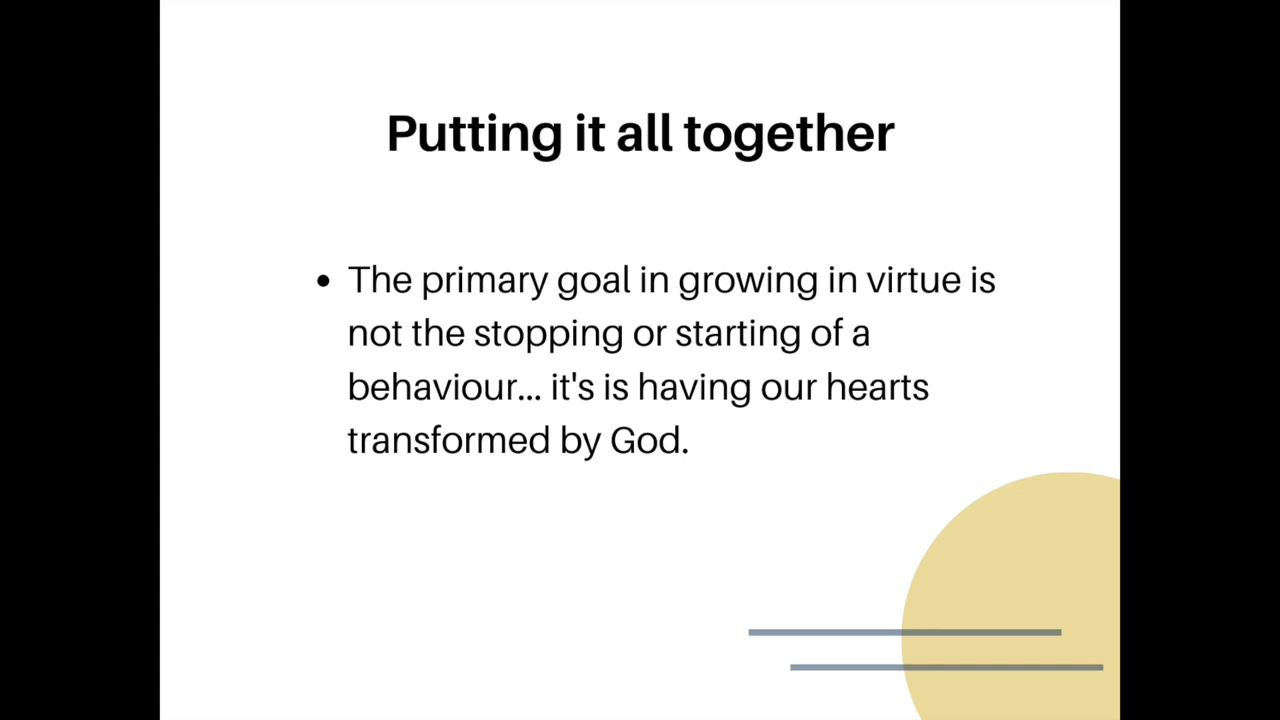 Putting it all together
• The primary goal in growing in virtue is
not the stopping or starting of a
behaviour... it's is having our hearts
transformed by God.